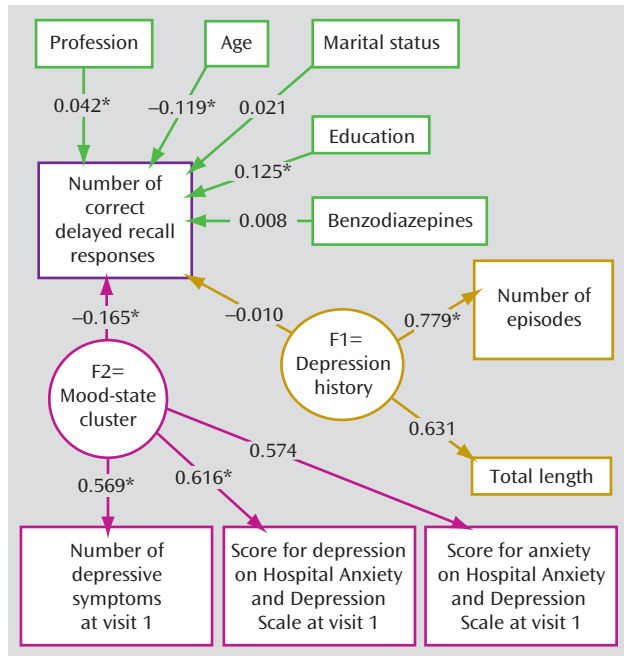 Profession
Age
Marital status
0.042*
−0.119*
0.021
Education
0.125*
Number of
correct
delayed recall
responses
0.008
Benzodiazepines
−0.165*
−0.010
Number of
episodes
0.779*
F1=
Depression
history
F2=
Mood-state
cluster
0.631
0.574
Total length
0.569*
0.616*
Number of
depressive
symptoms
at visit 1
Score for depression
on Hospital Anxiety
and Depression
Scale at visit 1
Score for anxiety
on Hospital Anxiety
and Depression
Scale at visit 1